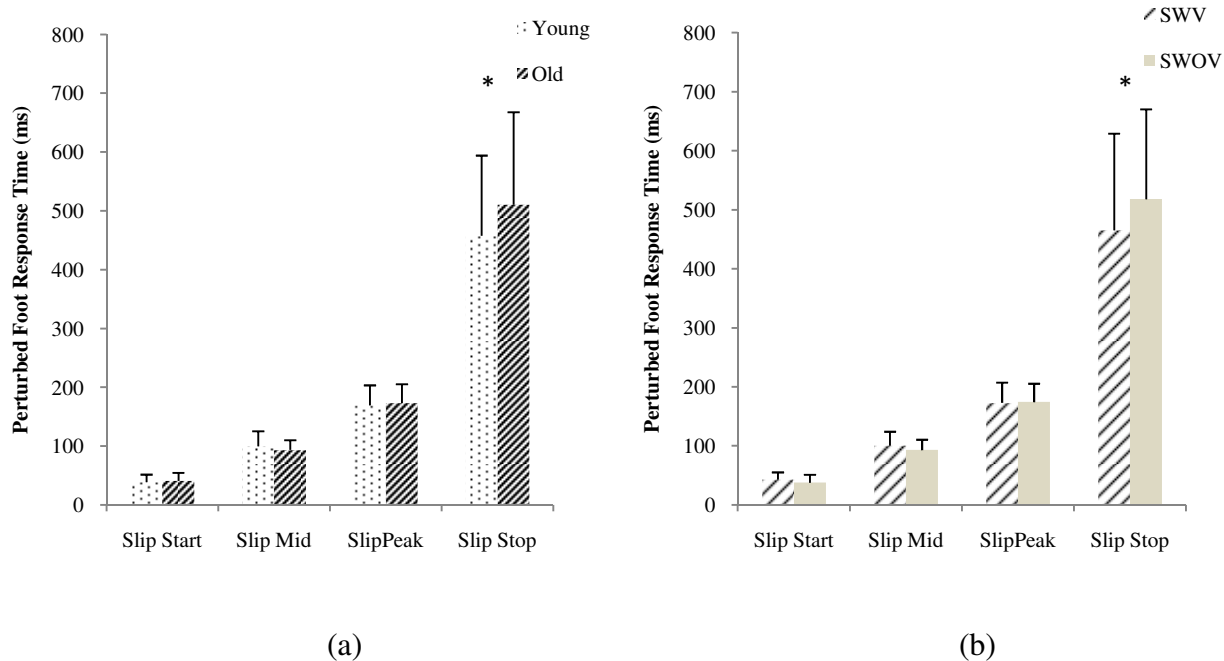 Young
Old
*
800
700
600
500
400
300
200
100
0
Perturbed Foot Response Time (ms)
Slip Start Slip Mid SlipPeak Slip Stop
(a)
SWV
SWOV
*
800
700
600
500
400
300
200
100
0
Perturbed Foot Response Time (ms)
Slip Start Slip Mid SlipPeak Slip Stop
(b)